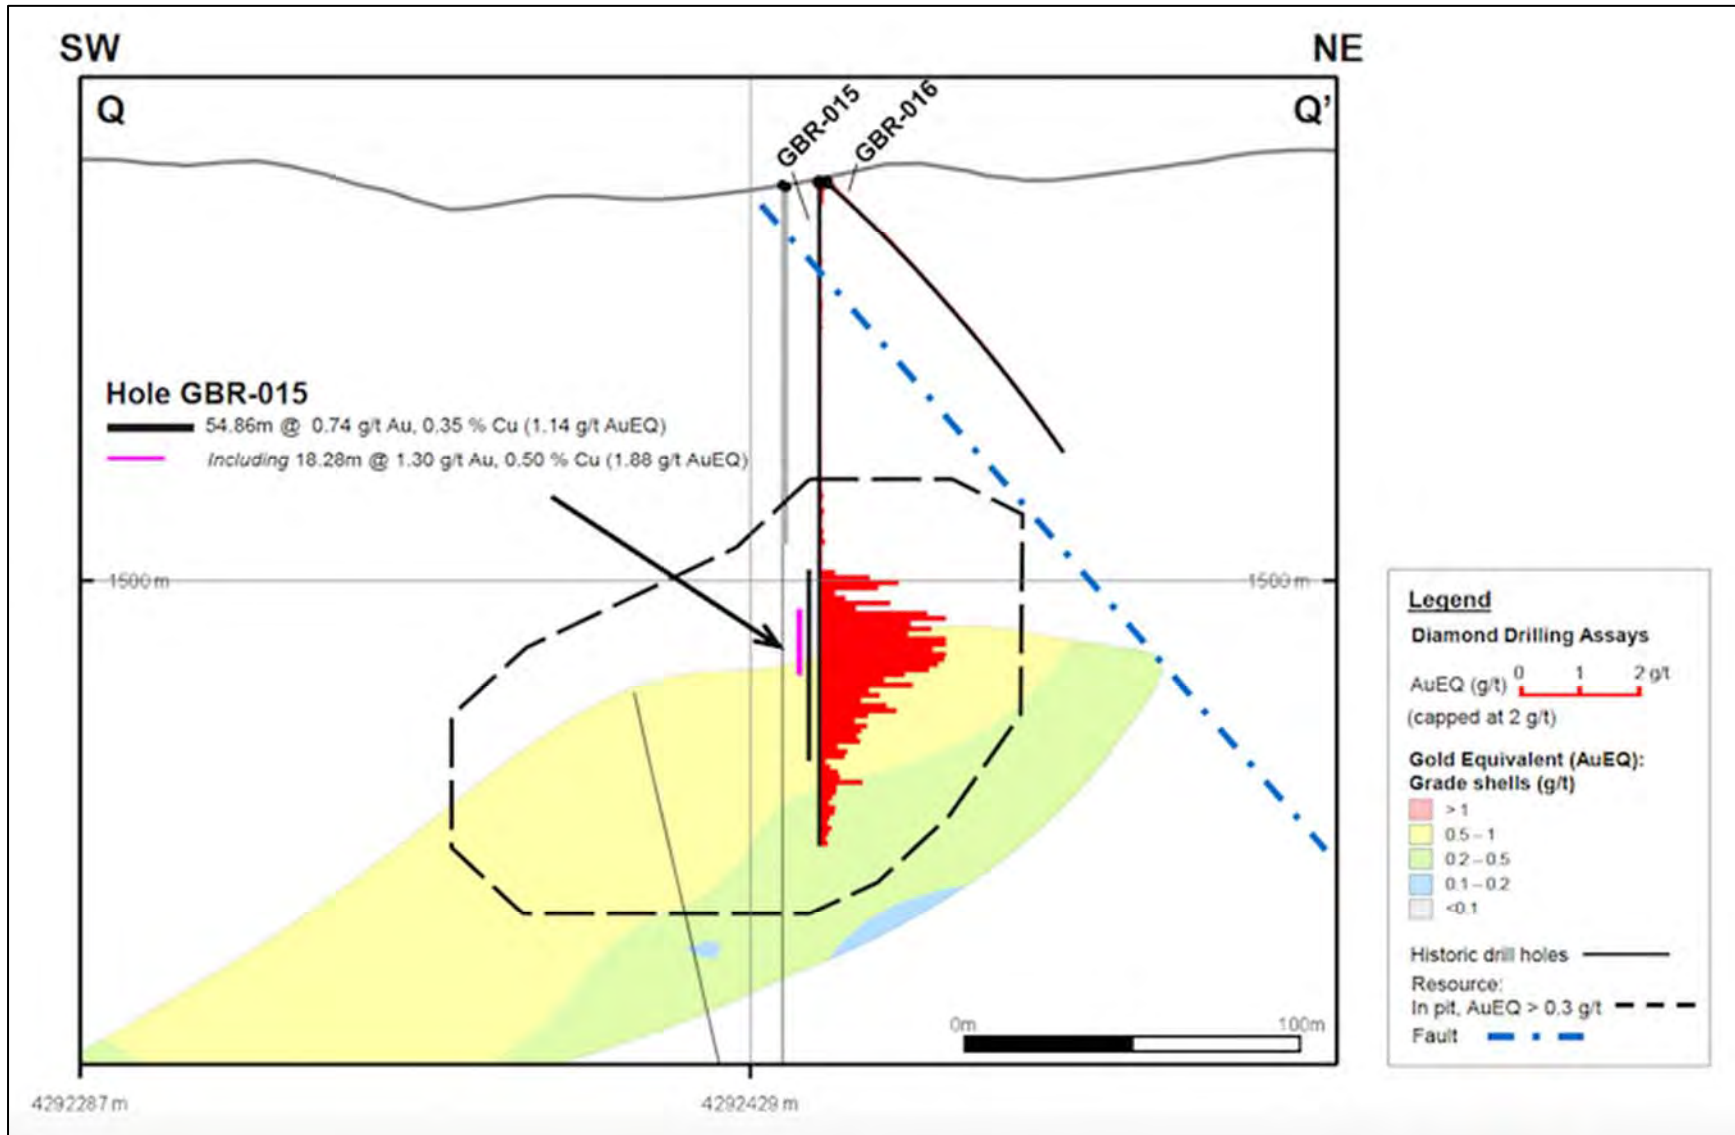 SW
NE
Q
Q’
GBR-015
GBR-016
Hole GBR-015
54.86m @ 0.74 g/t Au, 0.35 % Cu (1.14 g/t AuEQ)
Including 18.28m @ 1.30 g/t Au, 0.50 % Cu (1.88 g/t AuEQ)
1500 m
1500 m
0m
100m
4292287 m
4292429 m
Legend
Diamond Drilling Assays
AuEQ (g/t) 0 1 2 g/t
(capped at 2 g/t)
Gold Equivalent (AuEQ):
Grade shells (g/t)
> 1
0.5 – 1
0.2 – 0.5
0.1 – 0.2
<0.1
Historic drill holes
Resource:
In pit, AuEQ > 0.3 g/t
Fault